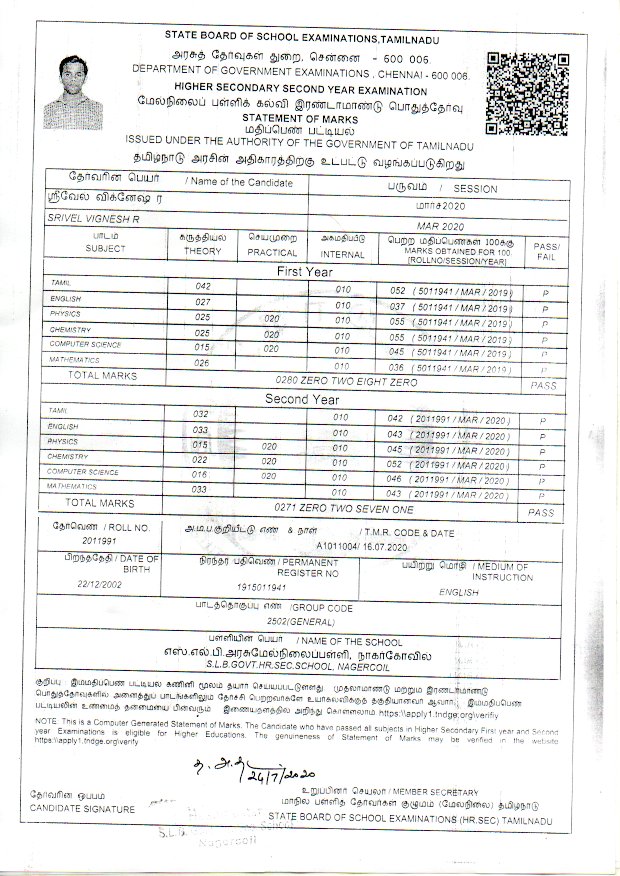 STATE BOARD OF SCHOOL EXAMINATIONS,TAMILNADU
அரசுத் தேர்வுகள் துறை, சென்னை - 600 006.
DEPARTMENT OF GOVERNMENT EXAMINATIONS , CHENNAI - 600 006.
HIGHER SECONDARY SECOND YEAR EXAMINATION
மேல்நிலைப் பள்ளிக் கல்வி இரண்டாமாண்டு பொதுத்தேர்வு
STATEMENT OF MARKS
மதிப்பெண் பட்டியல்
ISSUED UNDER THE AUTHORITY OF THE GOVERNMENT OF TAMILNADU
தமிழ்நாடு அரசின் அதிகாரத்திற்கு உட்பட்டு வழங்கப்படுகிறது
தேர்வரின் பெயர் / Name of the Candidate பருவம் / SESSION
ஸ்ரீவேல் விக்னேஷ் ர மார்ச்2020
SRIVEL VIGNESH R MAR 2020
பாடம் கருத்தியல் செய்முறை அகமதிப்பீடு பெற்ற மதிப்பெண்கள் 100க்கு PASS/
SUBJECT THEORY PRACTICAL INTERNAL MARKS OBTAINED FOR 100 FAIL
[ROLLNO/SESSION/YEAR]
First Year
TAMIL 042 010 052 ( 5011941 / MAR / 2019 ) P
ENGLISH 027 010 037 ( 5011941 / MAR / 2019 ) P
PHYSICS 025 020 010 055 ( 5011941 / MAR / 2019 ) P
CHEMISTRY 025 020 010 055 ( 5011941 / MAR / 2019 ) P
COMPUTER SCIENCE 015 020 010 045 ( 5011941 / MAR / 2019 ) P
MATHEMATICS 026 010 036 ( 5011941 / MAR / 2019 ) P
TOTAL MARKS 0280 ZERO TWO EIGHT ZERO PASS
Second Year
TAMIL 032 010 042 ( 2011991 / MAR / 2020 ) P
ENGLISH 033 010 043 ( 2011991 / MAR / 2020 ) P
PHYSICS 015 020 010 045 ( 2011991 / MAR / 2020 ) P
CHEMISTRY 022 020 010 052 ( 2011991 / MAR / 2020 ) P
COMPUTER SCIENCE 016 020 010 046 ( 2011991 / MAR / 2020 ) P
MATHEMATICS 033 010 043 ( 2011991 / MAR / 2020 ) P
TOTAL MARKS 0271 ZERO TWO SEVEN ONE PASS
தேர்வெண் / ROLL NO. அ.ம.ப.குறியீட்டு எண் & நாள் / T.M.R. CODE & DATE
2011991 A1011004/ 16.07.2020
பிறந்ததேதி / DATE OF BIRTH நிரந்தர பதிவெண் / PERMANENT REGISTER NO பயிற்று மொழி / MEDIUM OF INSTRUCTION
22/12/2002 1915011941 ENGLISH
பாடத்தொகுப்பு எண் /GROUP CODE
2502(GENERAL)
பள்ளியின் பெயர் / NAME OF THE SCHOOL
எஸ்.எல்.பி.அரசுமேல்நிலைப்பள்ளி, நாகர்கோவில்
S.L.B.GOVT.HR.SEC.SCHOOL, NAGERCOIL
குறிப்பு : இம்மதிப்பெண் பட்டியல் கணினி மூலம் தயார் செய்யப்பட்டுள்ளது. முதலாமாண்டு மற்றும் இரண்டாமாண்டு
பொதுத்தேர்வுகளில் அனைத்துப் பாடங்களிலும் தேர்ச்சி பெற்றவர்களே உயர்கல்விக்குத் தகுதியானவர் ஆவார். இம்மதிப்பெண்
பட்டியலின் உண்மைத் தன்மையை பின்வரும் இணையதளத்தில் அறிந்து கொள்ளலாம் https:\\apply1.tndge.org\verifiy
NOTE: This is a Computer Generated Statement of Marks. The Candidate who have passed all subjects in Higher Secondary First year and Second
year Examinations is eligible for Higher Educations. The genuineness of Statement of Marks may be verified in the website
https:\\apply1.tndge.org\verify
த. அ. த 24/7/2020
உறுப்பினர் செயலர் / MEMBER SECRETARY
தேர்வரின் ஒப்பம் மாநில பள்ளித் தேர்வுகள் குழுமம் (மேல்நிலை) தமிழ்நாடு
CANDIDATE SIGNATURE STATE BOARD OF SCHOOL EXAMINATIONS (HR.SEC) TAMILNADU
S.L.B.
Nagercoil